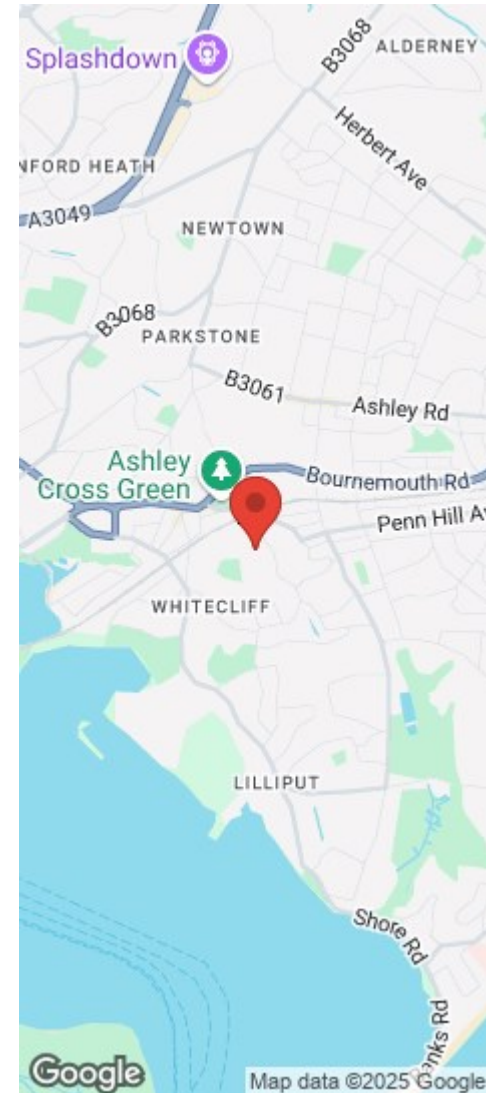 ALDERNEY
B3068
Splashdown
Herbert Ave
NFORD HEATH
A3049
NEWTOWN
B3068
PARKSTONE
B3061
Ashley Rd
Ashley
Cross Green
Bournemouth Rd
Penn Hill Av
WHITECLIFF
LILLIPUT
Shore Rd
Banks Rd
Google
Map data ©2025 Google